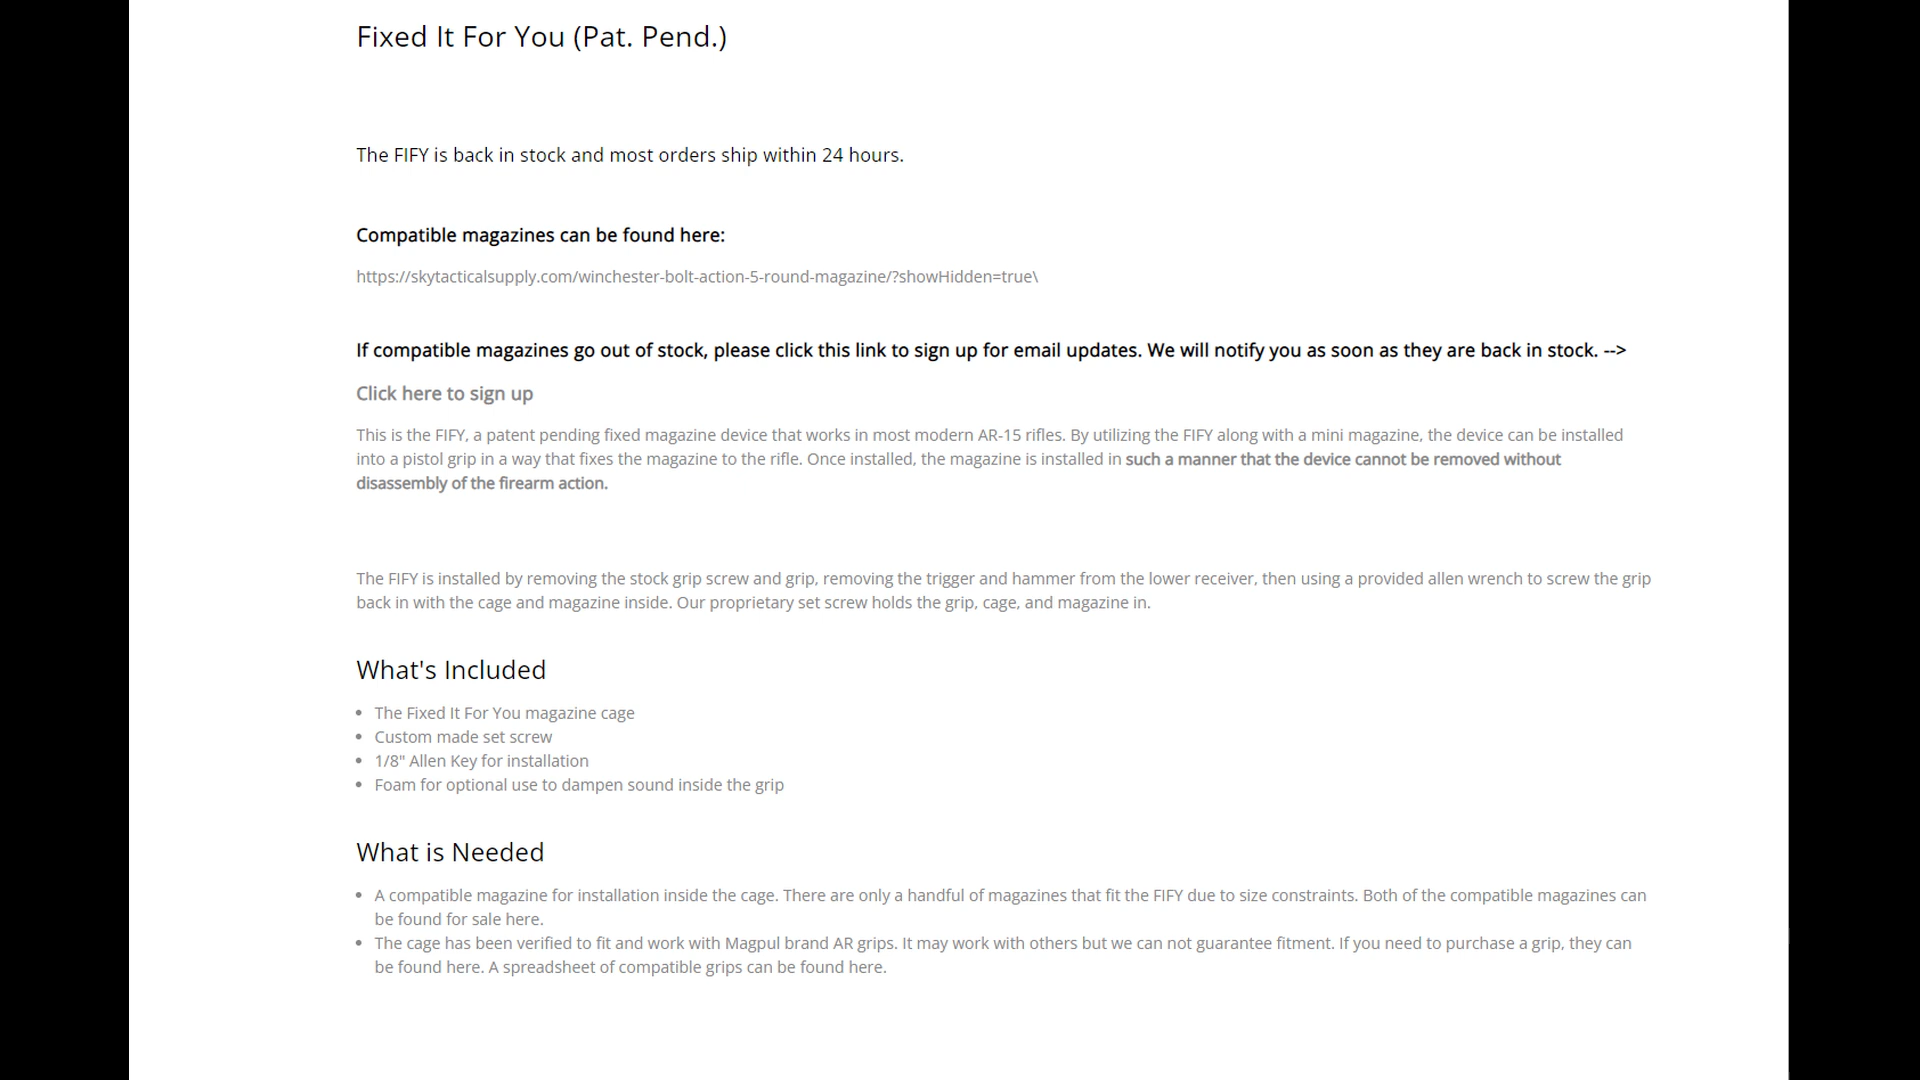 Fixed It For You (Pat. Pend.)
The FIFY is back in stock and most orders ship within 24 hours.
Compatible magazines can be found here:
https://skytacticalsupply.com/winchester-bolt-action-5-round-magazine/?showHidden=true\
If compatible magazines go out of stock, please click this link to sign up for email updates. We will notify you as soon as they are back in stock. -->
Click here to sign up
This is the FIFY, a patent pending fixed magazine device that works in most modern AR-15 rifles. By utilizing the FIFY along with a mini magazine, the device can be installed
into a pistol grip in a way that fixes the magazine to the rifle. Once installed, the magazine is installed in such a manner that the device cannot be removed without
disassembly of the firearm action.
The FIFY is installed by removing the stock grip screw and grip, removing the trigger and hammer from the lower receiver, then using a provided allen wrench to screw the grip
back in with the cage and magazine inside. Our proprietary set screw holds the grip, cage, and magazine in.
What's Included
• The Fixed It For You magazine cage
• Custom made set screw
• 1/8" Allen Key for installation
• Foam for optional use to dampen sound inside the grip
What is Needed
• A compatible magazine for installation inside the cage. There are only a handful of magazines that fit the FIFY due to size constraints. Both of the compatible magazines can
be found for sale here.
• The cage has been verified to fit and work with Magpul brand AR grips. It may work with others but we can not guarantee fitment. If you need to purchase a grip, they can
be found here. A spreadsheet of compatible grips can be found here.